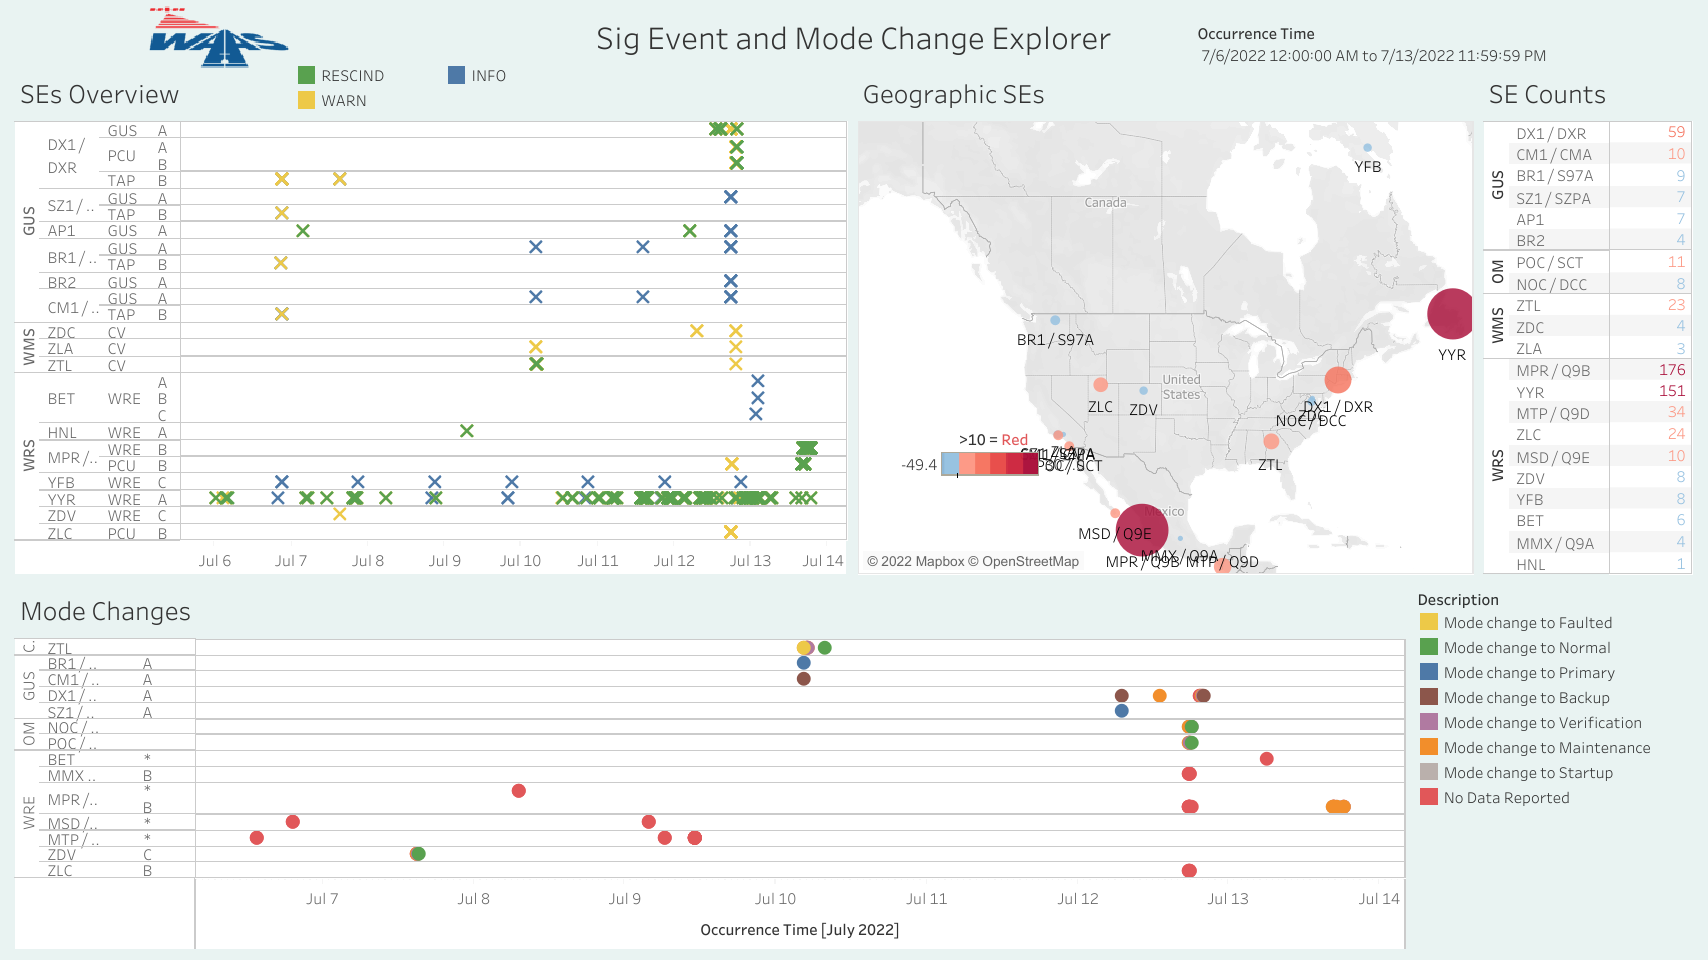 WAAS
Sig Event and Mode Change Explorer
Occurrence Time
7/6/2022 12:00:00 AM to 7/13/2022 11:59:59 PM
RESCIND
INFO
WARN
SEs Overview
GUS
DX1 / DXR
GUS A
PCU A
B
TAP B
SZ1 / ..
GUS A
TAP B
AP1 GUS A
BR1 / ..
GUS A
TAP B
BR2 GUS A
CM1 / ..
GUS A
TAP B
WMS
ZDC CV
ZLA CV
ZTL CV
WRS
BET WRE A
B
C
HNL WRE A
MPR /..
WRE B
PCU B
YFB WRE C
YYR WRE A
ZDV WRE C
ZLC PCU B
Jul 6 Jul 7 Jul 8 Jul 9 Jul 10 Jul 11 Jul 12 Jul 13 Jul 14
Geographic SEs
YFB
Canada
YYR
BR1 / S97A
United States
ZLC
ZDV
DX1 / DXR
ZDC
NOC / DCC
>10 = Red
-49.4
ZTL
Mexico
MSD / Q9E
MMX / Q9A
MPR / Q9B
MTP / Q9D
© 2022 Mapbox © OpenStreetMap
SE Counts
GUS
DX1 / DXR 59
CM1 / CMA 10
BR1 / S97A 9
SZ1 / SZPA 7
AP1 7
BR2 4
OM
POC / SCT 11
NOC / DCC 8
WMS
ZTL 23
ZDC 4
ZLA 3
WRS
MPR / Q9B 176
YYR 151
MTP / Q9D 34
ZLC 24
MSD / Q9E 10
ZDV 8
YFB 8
BET 6
MMX / Q9A 4
HNL 1
Mode Changes
C.
ZTL
GUS
BR1 / .. A
CM1 / .. A
DX1 / .. A
SZ1 / .. A
OM
NOC / ..
POC / ..
WRE
BET *
MMX .. B
MPR /.. *
B
MSD /.. *
MTP / .. *
ZDV C
ZLC B
Jul 7 Jul 8 Jul 9 Jul 10 Jul 11 Jul 12 Jul 13 Jul 14
Occurrence Time [July 2022]
Description
Mode change to Faulted
Mode change to Normal
Mode change to Primary
Mode change to Backup
Mode change to Verification
Mode change to Maintenance
Mode change to Startup
No Data Reported